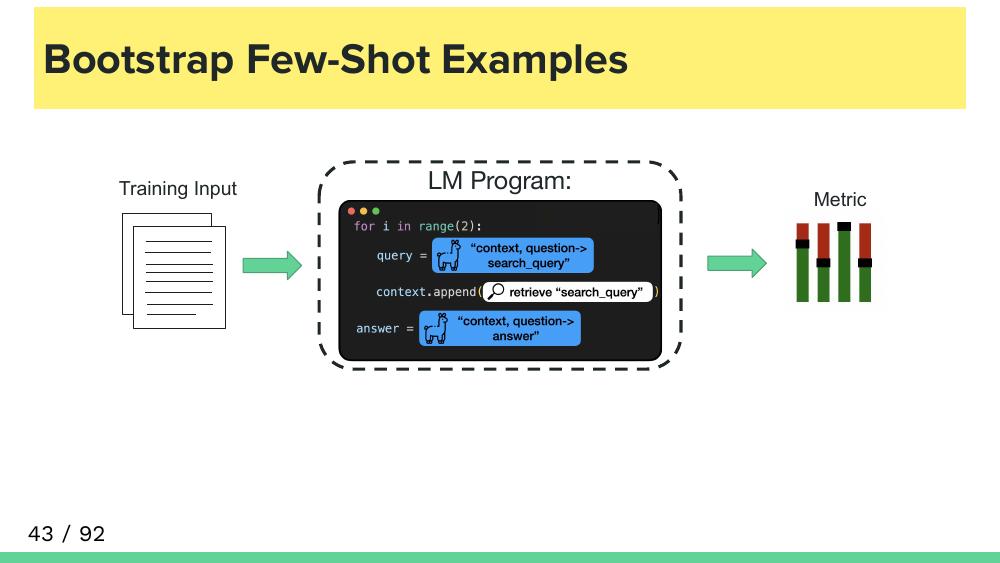 Bootstrap Few-Shot Examples
Training Input
LM Program:
for i in range(2):
query = “context, question->
search_query”
context.append( retrieve “search_query” )
answer = “context, question->
answer”
Metric
43 / 92